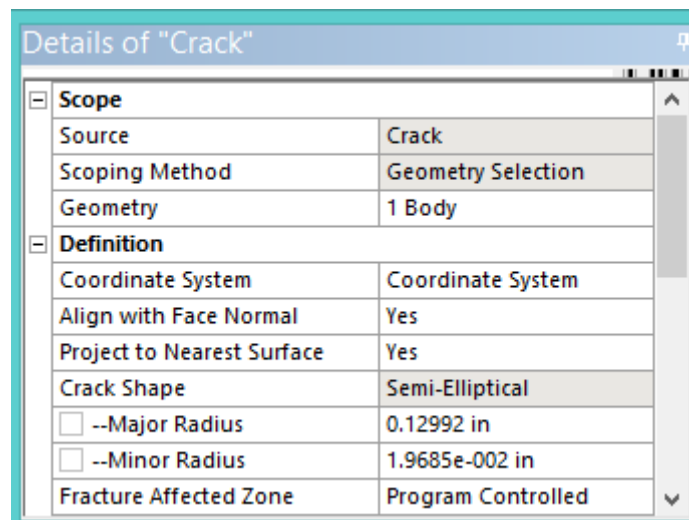 Details of "Crack"
Scope
Source Crack
Scoping Method Geometry Selection
Geometry 1 Body
Definition
Coordinate System Coordinate System
Align with Face Normal Yes
Project to Nearest Surface Yes
Crack Shape Semi-Elliptical
--Major Radius 0.12992 in
--Minor Radius 1.9685e-002 in
Fracture Affected Zone Program Controlled